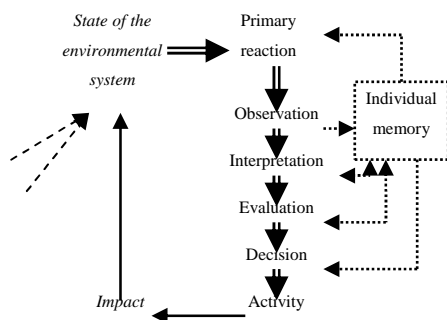 State of the
environmental
system
Primary
reaction
Observation
Individual
memory
Interpretation
Evaluation
Decision
Impact
Activity